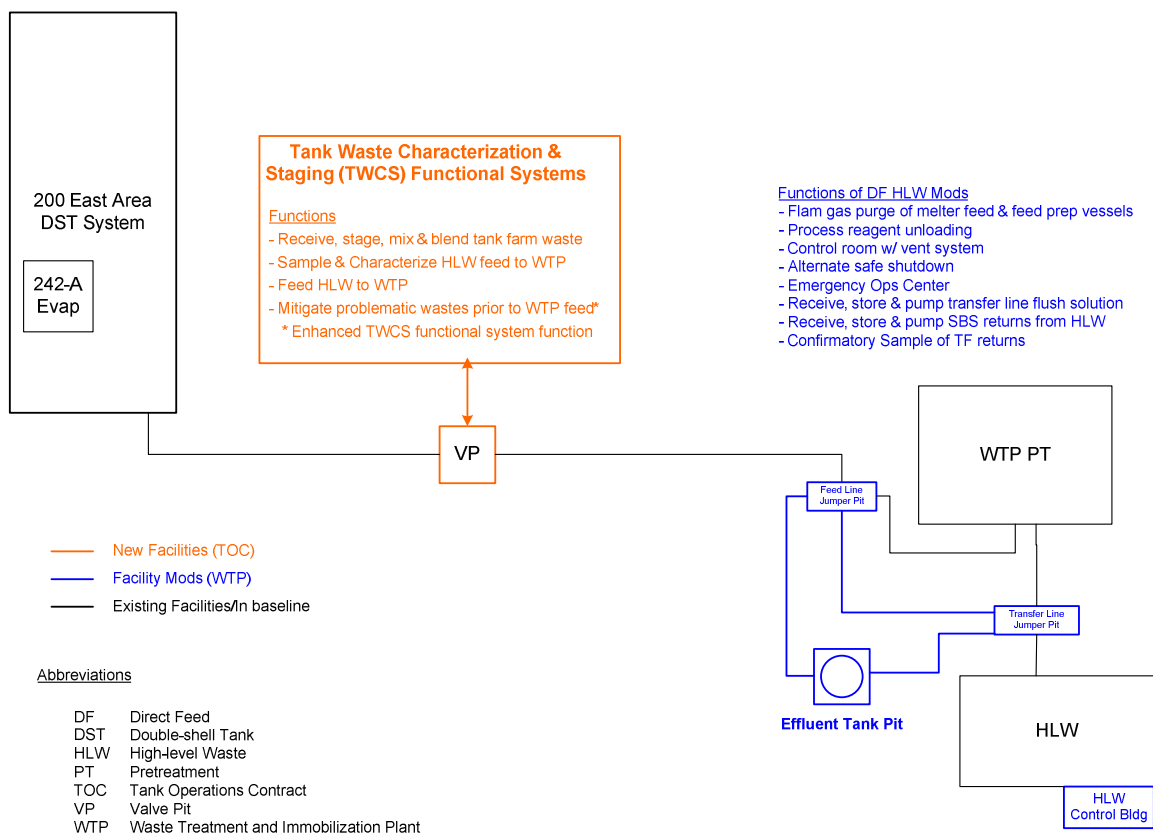 200 East Area
DST System
242-A
Evap
Tank Waste Characterization &
Staging (TWCS) Functional Systems
Functions
- Receive, stage, mix & blend tank farm waste
- Sample & Characterize HLW feed to WTP
- Feed HLW to WTP
- Mitigate problematic wastes prior to WTP feed*
* Enhanced TWCS functional system function
Functions of DF HLW Mods
- Flam gas purge of melter feed & feed prep vessels
- Process reagent unloading
- Control room w/ vent system
- Alternate safe shutdown
- Emergency Ops Center
- Receive, store & pump transfer line flush solution
- Receive, store & pump SBS returns from HLW
- Confirmatory Sample of TF returns
VP
WTP PT
Feed Line
Jumper Pit
Transfer Line
Jumper Pit
Effluent Tank Pit
HLW
HLW
Control Bldg
New Facilities (TOC)
Facility Mods (WTP)
Existing Facilities/In baseline
Abbreviations
DF Direct Feed
DST Double-shell Tank
HLW High-level Waste
PT Pretreatment
TOC Tank Operations Contract
VP Valve Pit
WTP Waste Treatment and Immobilization Plant